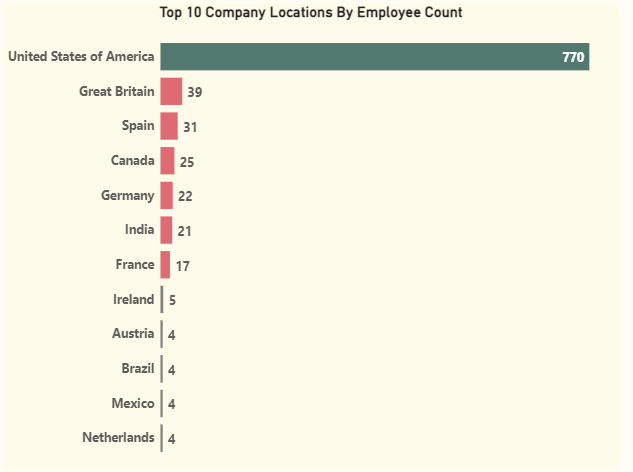 Top 10 Company Locations By Employee Count
United States of America 770
Great Britain 39
Spain 31
Canada 25
Germany 22
India 21
France 17
Ireland 5
Austria 4
Brazil 4
Mexico 4
Netherlands 4